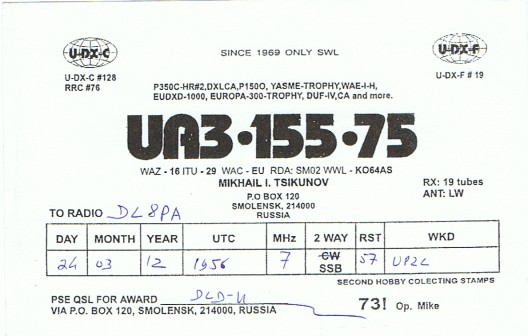 U-DX-C
SINCE 1969 ONLY SWL
U-DX-F
U-DX-C #128
RRC #76
U-DX-F # 19
P350C-HR#2,DXLCA,P150O, YASME-TROPHY,WAE-I-H,
EUDXD-1000, EUROPA-300-TROPHY, DUF-IV,CA and more.
UA3-155-75
WAZ - 16 ITU - 29 WAC - EU RDA: SM02 WWL - KO64AS
MIKHAIL I. TSIKUNOV
RX: 19 tubes
P.O BOX 120
ANT: LW
SMOLENSK, 214000
RUSSIA
TO RADIO DL8PA
DAY MONTH YEAR UTC MHz 2 WAY RST WKD
24 03 12 1956 7 CW SSB 57 UP2L
SECOND HOBBY COLECTING STAMPS
PSE QSL FOR AWARD DLD-H
73! Op. Mike
VIA P.O. BOX 120, SMOLENSK, 214000, RUSSIA